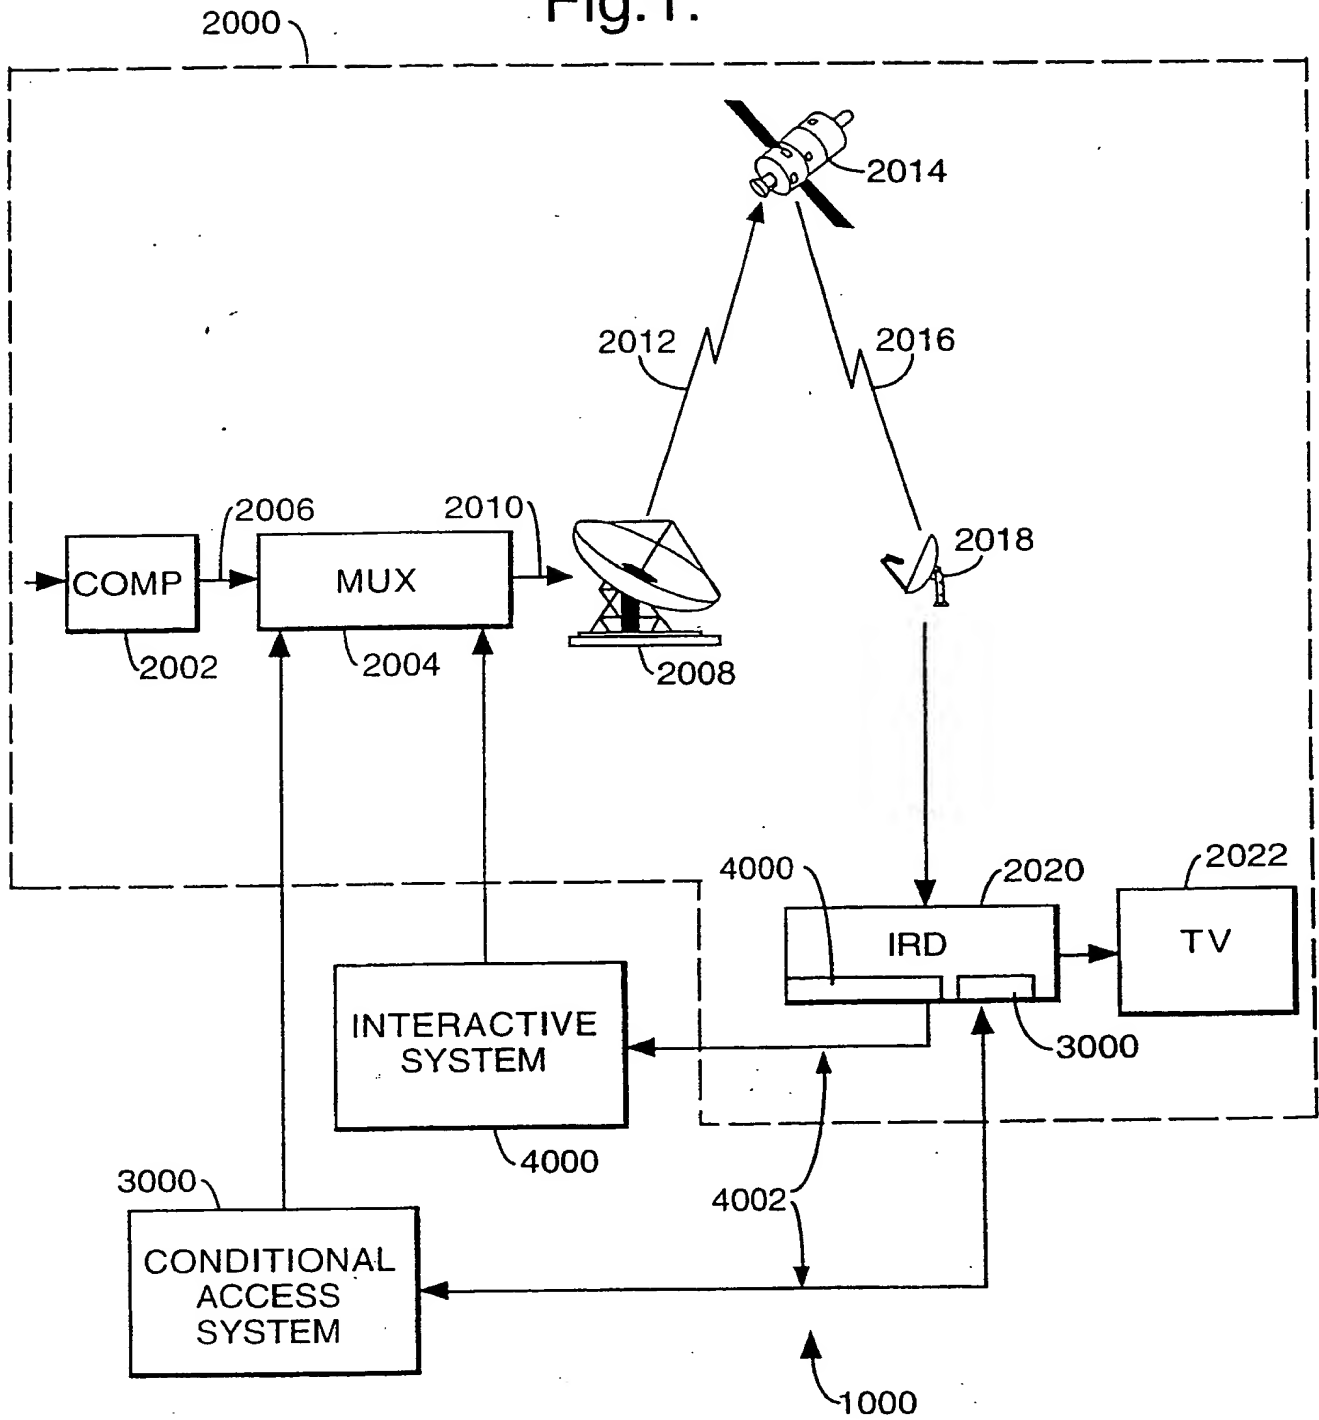 Fig.1.
2000
2014
2012
2016
2006
2010
2018
COMP
MUX
2002
2004
2008
4000
2020
2022
IRD
TV
INTERACTIVE
SYSTEM
3000
4000
3000
4002
CONDITIONAL
ACCESS
SYSTEM
1000